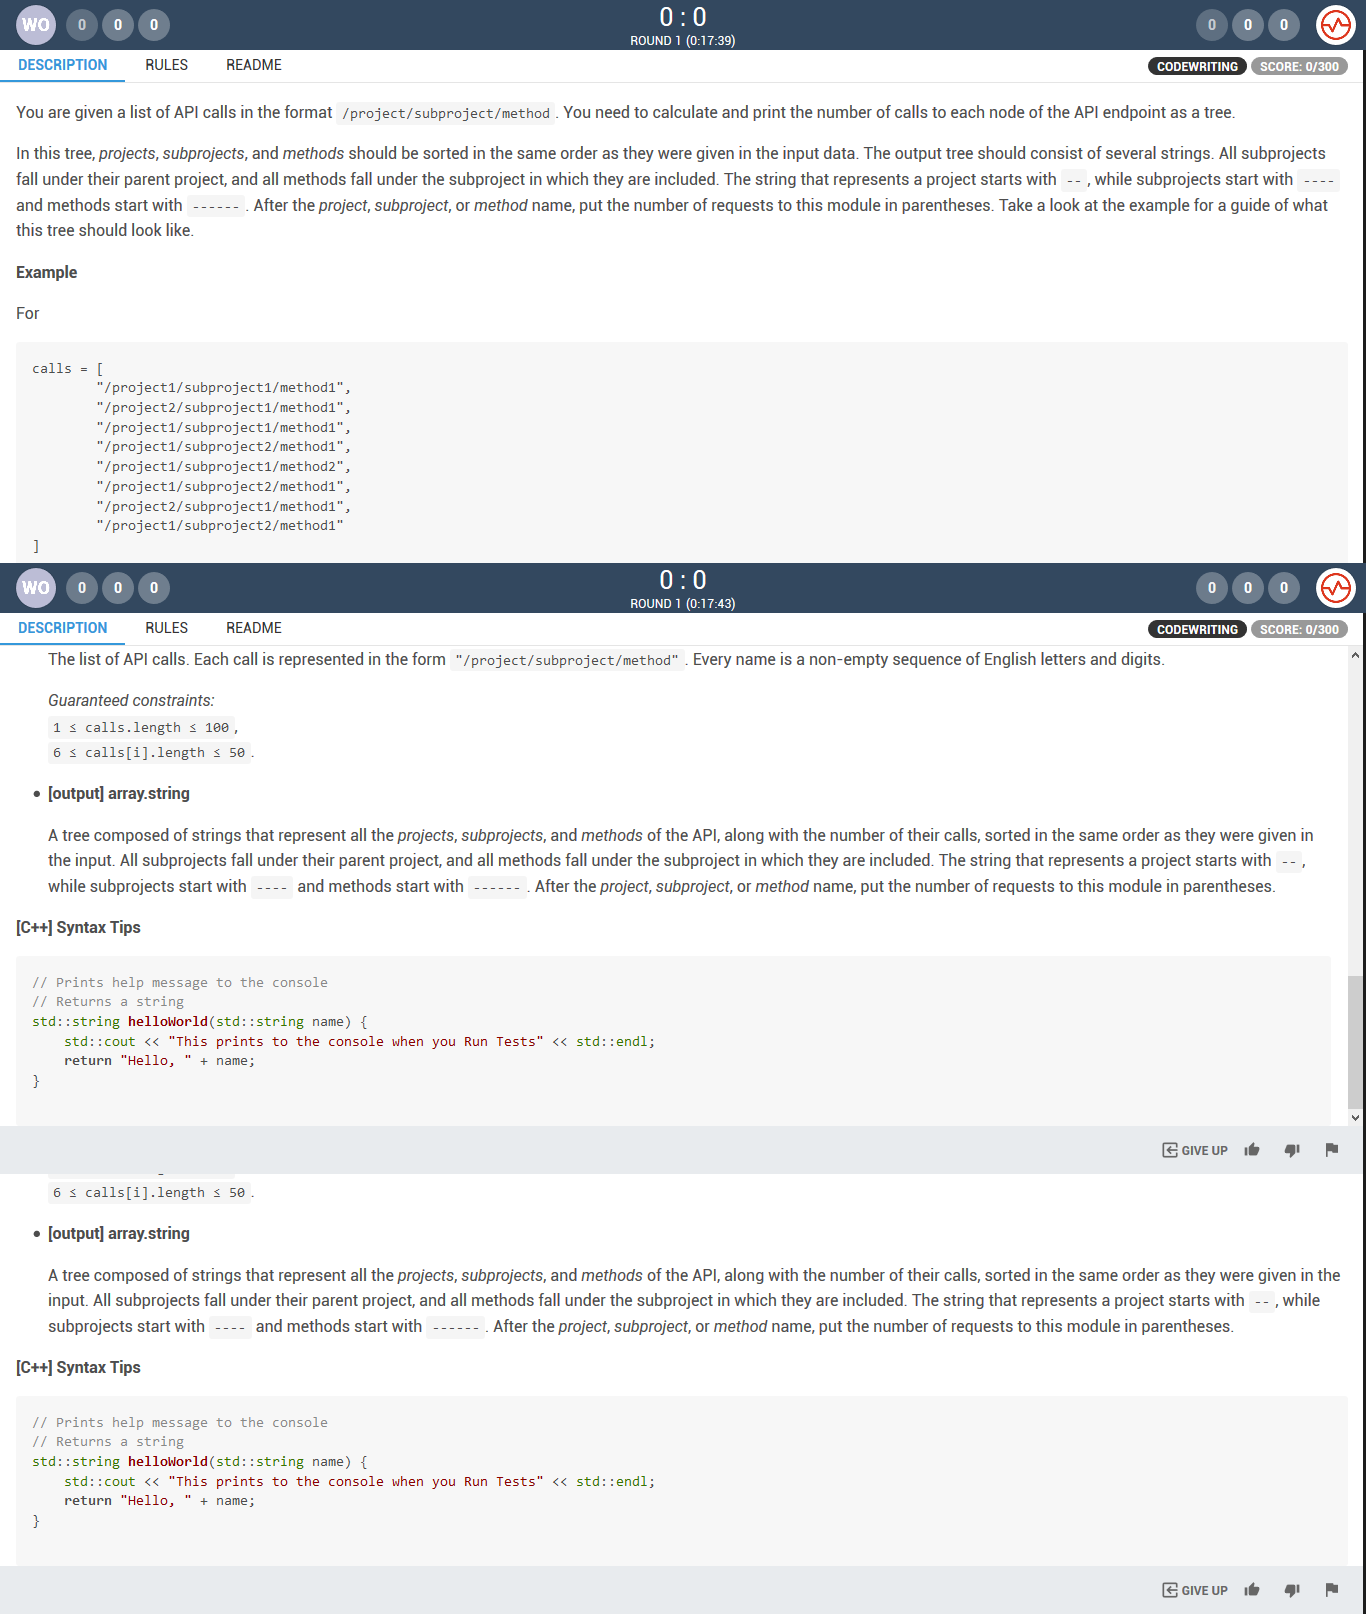 WO 0 0 0 0 : 0 0 0 0
ROUND 1 (0:17:39)
DESCRIPTION RULES README CODEWRITING SCORE: 0/300
You are given a list of API calls in the format /project/subproject/method . You need to calculate and print the number of calls to each node of the API endpoint as a tree.
In this tree, projects, subprojects, and methods should be sorted in the same order as they were given in the input data. The output tree should consist of several strings. All subprojects
fall under their parent project, and all methods fall under the subproject in which they are included. The string that represents a project starts with -- , while subprojects start with ----
and methods start with ------ . After the project, subproject, or method name, put the number of requests to this module in parentheses. Take a look at the example for a guide of what
this tree should look like.
Example
For
calls = [
"/project1/subproject1/method1",
"/project2/subproject1/method1",
"/project1/subproject1/method1",
"/project1/subproject2/method1",
"/project1/subproject1/method2",
"/project1/subproject2/method1",
"/project2/subproject1/method1",
"/project1/subproject2/method1"
]
WO 0 0 0 0 : 0 0 0 0
ROUND 1 (0:17:43)
DESCRIPTION RULES README CODEWRITING SCORE: 0/300
The list of API calls. Each call is represented in the form "/project/subproject/method" . Every name is a non-empty sequence of English letters and digits.
Guaranteed constraints:
1 ≤ calls.length ≤ 100 ,
6 ≤ calls[i].length ≤ 50 .
• [output] array.string
A tree composed of strings that represent all the projects, subprojects, and methods of the API, along with the number of their calls, sorted in the same order as they were given in
the input. All subprojects fall under their parent project, and all methods fall under the subproject in which they are included. The string that represents a project starts with -- ,
while subprojects start with ---- and methods start with ------ . After the project, subproject, or method name, put the number of requests to this module in parentheses.
[C++] Syntax Tips
// Prints help message to the console
// Returns a string
std::string helloWorld(std::string name) {
std::cout << "This prints to the console when you Run Tests" << std::endl;
return "Hello, " + name;
}
GIVE UP
6 ≤ calls[i].length ≤ 50 .
• [output] array.string
A tree composed of strings that represent all the projects, subprojects, and methods of the API, along with the number of their calls, sorted in the same order as they were given in the
input. All subprojects fall under their parent project, and all methods fall under the subproject in which they are included. The string that represents a project starts with -- , while
subprojects start with ---- and methods start with ------ . After the project, subproject, or method name, put the number of requests to this module in parentheses.
[C++] Syntax Tips
// Prints help message to the console
// Returns a string
std::string helloWorld(std::string name) {
std::cout << "This prints to the console when you Run Tests" << std::endl;
return "Hello, " + name;
}
GIVE UP